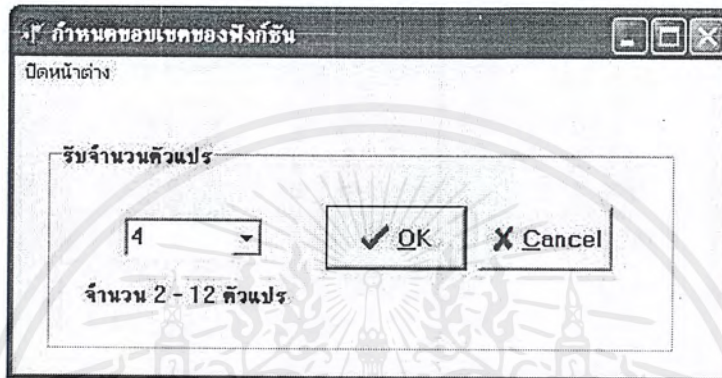 กำหนดขอบเขตของฟังก์ชัน
ปิดหน้าต่าง
รับจำนวนตัวแปร
4 OK Cancel
จำนวน 2 - 12 ตัวแปร